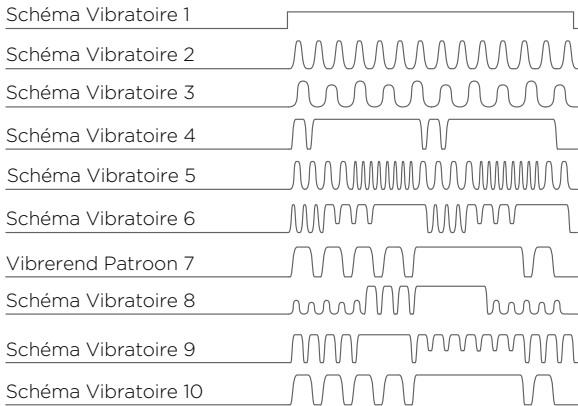 Schéma Vibratoire 1
Schéma Vibratoire 2
Schéma Vibratoire 3
Schéma Vibratoire 4
Schéma Vibratoire 5
Schéma Vibratoire 6
Vibrerend Patroon 7
Schéma Vibratoire 8
Schéma Vibratoire 9
Schéma Vibratoire 10